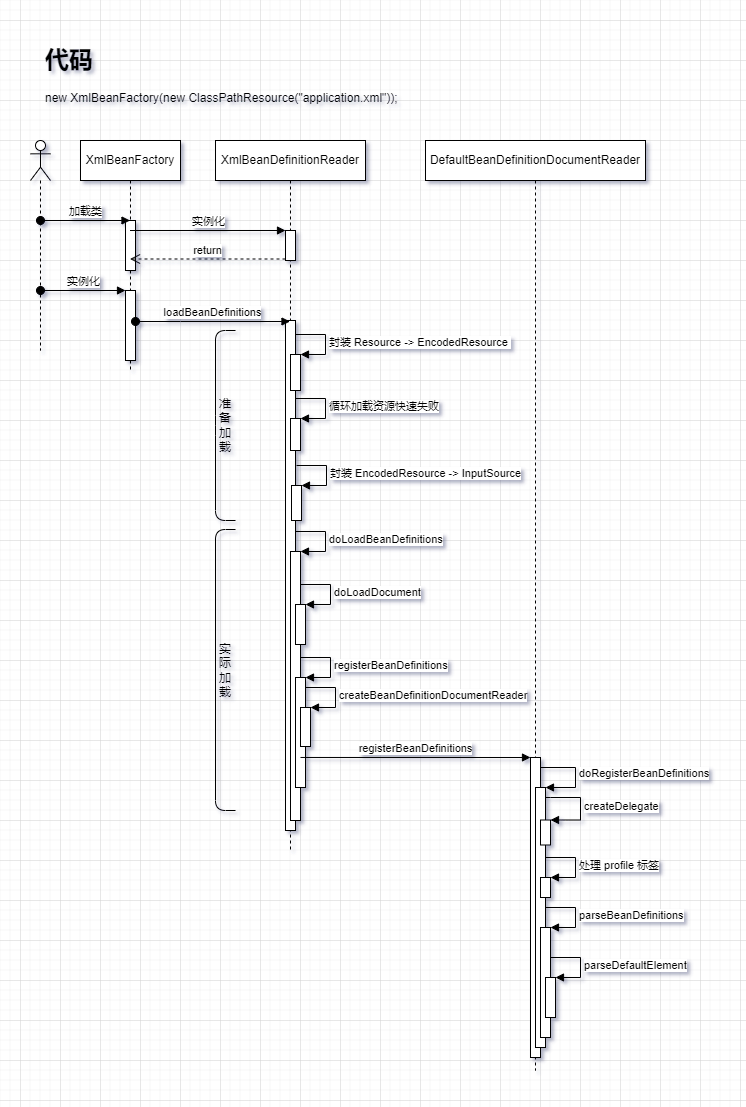 代码
new XmlBeanFactory(new ClassPathResource("application.xml"));
XmlBeanFactory
XmlBeanDefinitionReader
DefaultBeanDefinitionDocumentReader
加载类
实例化
return
实例化
loadBeanDefinitions
封装 Resource -> EncodedResource
准备加载
循环加载资源快速失败
封装 EncodedResource -> InputSource
doLoadBeanDefinitions
doLoadDocument
实际加载
registerBeanDefinitions
createBeanDefinitionDocumentReader
registerBeanDefinitions
doRegisterBeanDefinitions
createDelegate
处理 profile 标签
parseBeanDefinitions
parseDefaultElement